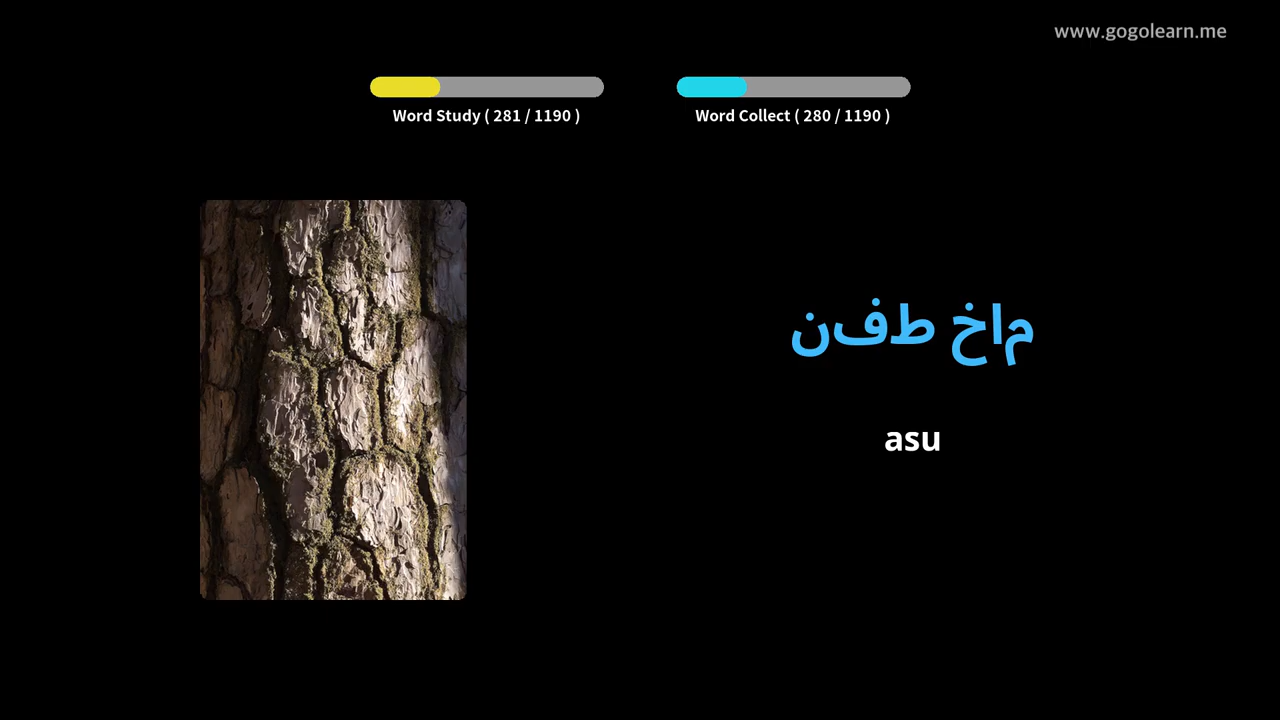 www.gogolearn.me
Word Study ( 281 / 1190 )
Word Collect ( 280 / 1190 )
ماخ طفن
asu